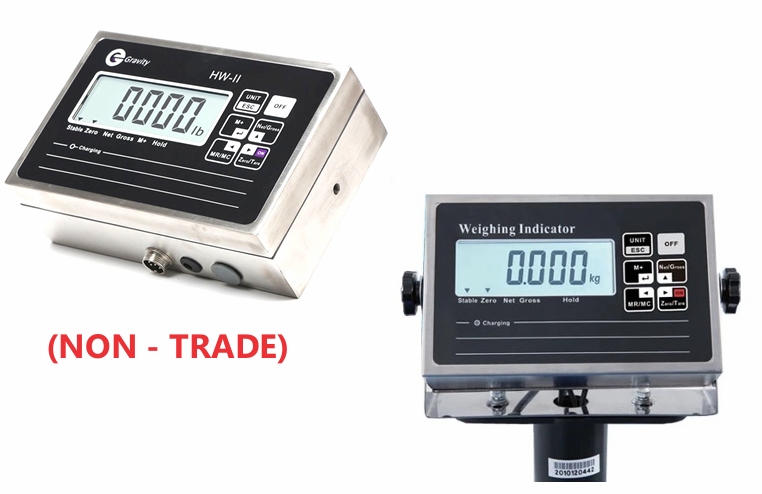 Gravity
HW-II
0000 lb
Stable Zero Net Gross M+ Hold
Charging
UNIT
ESC
OFF
M+
Net/Gross
MR/MC
ON
Zero/Tare
(NON - TRADE)
Weighing Indicator
0.000 kg
Stable Zero Net Gross Hold
Charging
UNIT
ESC
OFF
M+
Net/Gross
MR/MC
ON
Zero/Tare
2010120442